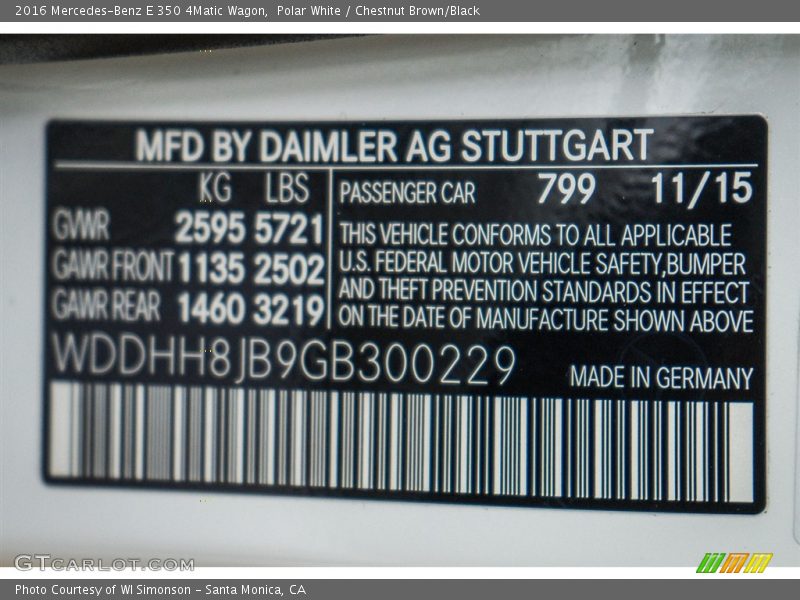 2016 Mercedes-Benz E 350 4Matic Wagon,  Polar White / Chestnut Brown/Black
MFD BY DAIMLER AG STUTTGART
KG LBS
GVWR 2595 5721
GAWR FRONT 1135 2502
GAWR REAR 1460 3219
PASSENGER CAR 799 11/15
THIS VEHICLE CONFORMS TO ALL APPLICABLE
U.S. FEDERAL MOTOR VEHICLE SAFETY,BUMPER
AND THEFT PREVENTION STANDARDS IN EFFECT
ON THE DATE OF MANUFACTURE SHOWN ABOVE
WDDHH8JB9GB300229
MADE IN GERMANY
GTCARLOT.COM
Photo Courtesy of WI Simonson - Santa Monica, CA